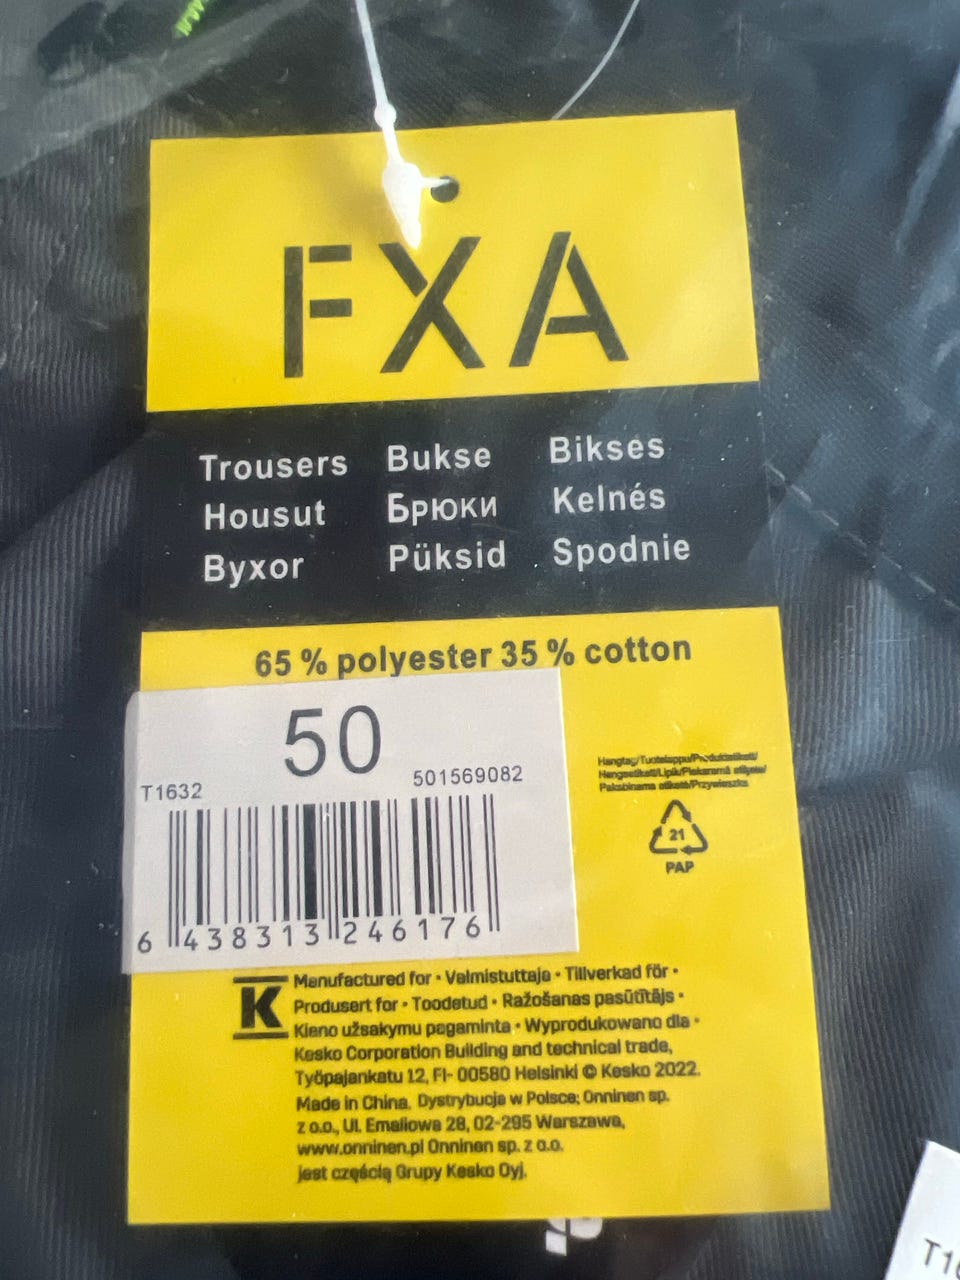 FXA
Trousers Bukse Bikses
Housut Брюки Kelnés
Byxor Püksid Spodnie
65 % polyester 35 % cotton
50
T1632 501569082
6 438313 246176
Hangtag/Tuotelappu/Produktetikett/
Hengeetikett/Lipik/Piekaramā etiķete/
Pakabinama etiketė/Przywieszka
21
PAP
K
Manufactured for • Valmistuttaja • Tillverkad för •
Produsert for • Toodetud • Ražošanas pasūtītājs •
Kieno užsakymu pagaminta • Wyprodukowano dla •
Kesko Corporation Building and technical trade,
Työpajankatu 12, FI- 00580 Helsinki © Kesko 2022.
Made in China. Dystrybucja w Polsce: Onninen sp.
z o.o., Ul. Emaliowa 28, 02-295 Warszawa,
www.onninen.pl Onninen sp. z o.o.
jest częścią Grupy Kesko Oyj.